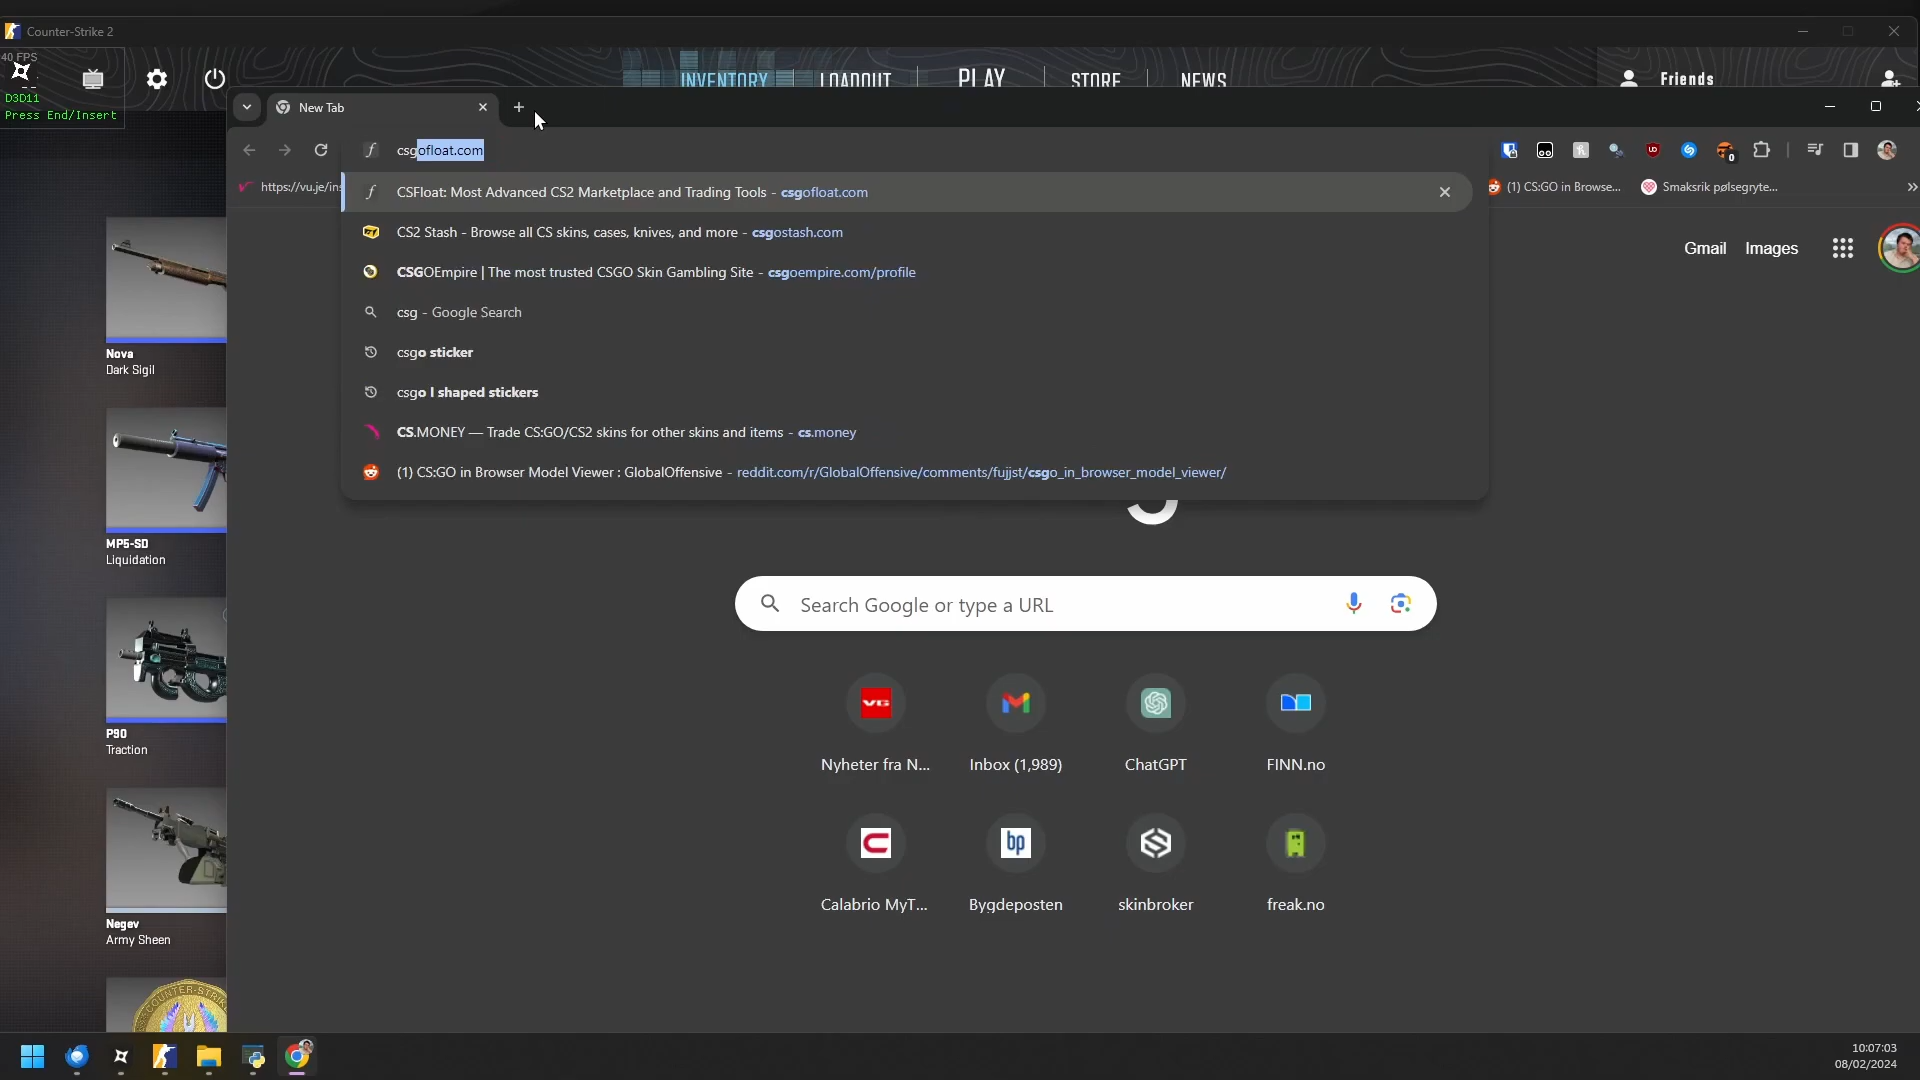 Counter-Strike 2
40 FPS
D3D11
Press End/Insert
INVENTORY
LOADOUT
PLAY
STORE
NEWS
Friends
New Tab
csgofloat.com
https://vu.je/ins
(1) CS:GO in Browse...
Smaksrik pølsegryte...
CSFloat: Most Advanced CS2 Marketplace and Trading Tools - csgofloat.com
CS2 Stash - Browse all CS skins, cases, knives, and more - csgostash.com
CSGOEmpire | The most trusted CSGO Skin Gambling Site - csgoempire.com/profile
csg - Google Search
csgo sticker
csgo l shaped stickers
CS.MONEY — Trade CS:GO/CS2 skins for other skins and items - cs.money
(1) CS:GO in Browser Model Viewer : GlobalOffensive - reddit.com/r/GlobalOffensive/comments/fujjst/csgo_in_browser_model_viewer/
Gmail
Images
Nova
Dark Sigil
MP5-SD
Liquidation
P90
Traction
Negev
Army Sheen
COUNTER-STRIK
Search Google or type a URL
VG
Nyheter fra N...
Inbox (1,989)
ChatGPT
FINN.no
bp
Calabrio MyT...
Bygdeposten
skinbroker
freak.no
10:07:03
08/02/2024